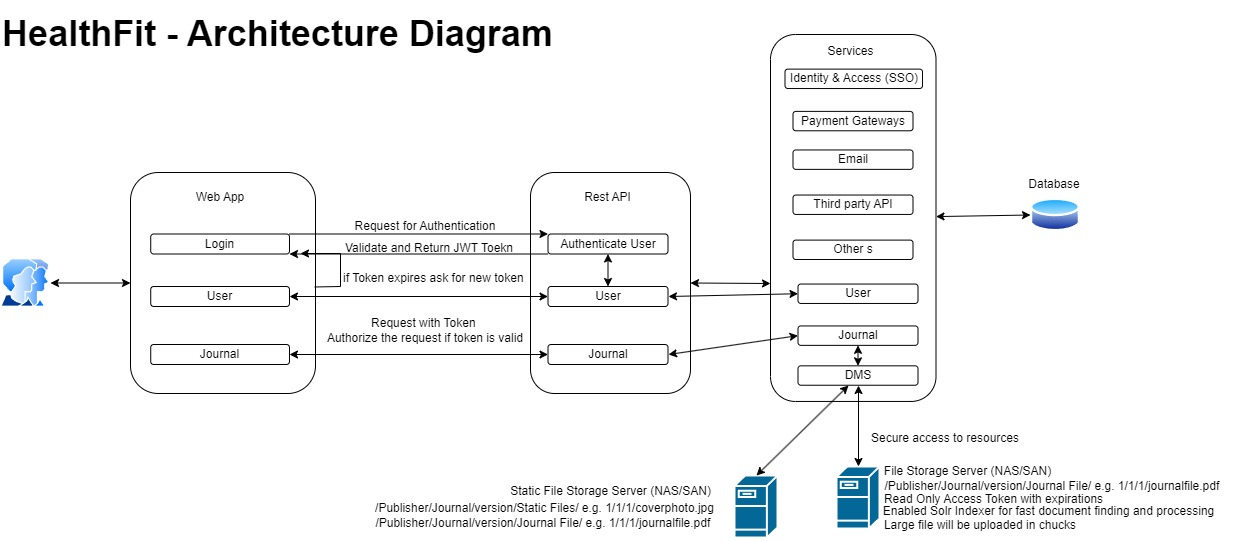 HealthFit - Architecture Diagram
Services
Identity & Access (SSO)
Payment Gateways
Email
Third party API
Other s
User
Journal
DMS
Database
Web App
Login
User
Journal
Rest API
Authenticate User
User
Journal
Request for Authentication
Validate and Return JWT Toekn
if Token expires ask for new token
Request with Token
Authorize the request if token is valid
Secure access to resources
Static File Storage Server (NAS/SAN)
/Publisher/Journal/version/Static Files/ e.g. 1/1/1/coverphoto.jpg
/Publisher/Journal/version/Journal File/ e.g. 1/1/1/journalfile.pdf
File Storage Server (NAS/SAN)
/Publisher/Journal/version/Journal File/ e.g. 1/1/1/journalfile.pdf
Read Only Access Token with expirations
Enabled Solr Indexer for fast document finding and processing
Large file will be uploaded in chucks